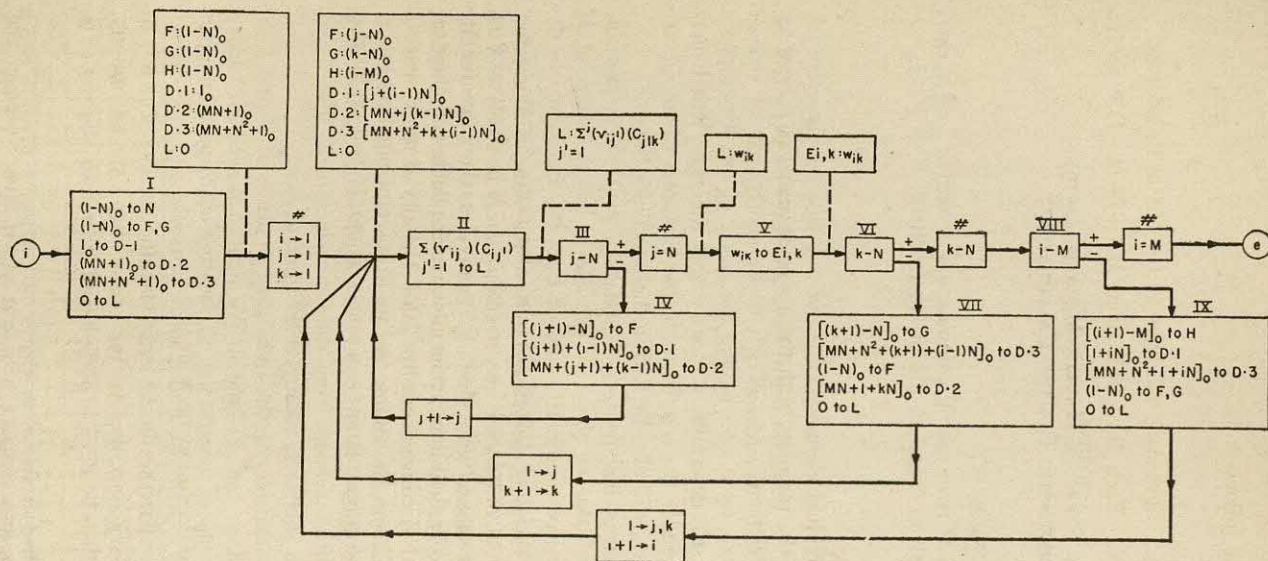 F:(1-N)₀
G:(1-N)₀
H:(1-N)₀
D·1:1₀
D·2:(MN+1)₀
D·3:(MN+N²+1)₀
L:0
F:(j-N)₀
G:(k-N)₀
H:(i-M)₀
D·1:[j+(i-1)N]₀
D·2:[MN+j(k-1)N]₀
D·3 [MN+N²+k+(i-1)N]₀
L:0
L:Σʲ(vᵢⱼ')(Cⱼ|ₖ)
j'=1
L:wᵢₖ
Ei,k:wᵢₖ
i
I
(1-N)₀ to N
(1-N)₀ to F,G
1₀ to D-1
(MN+1)₀ to D·2
(MN+N²+1)₀ to D·3
0 to L
#
i → 1
j → 1
k → 1
II
Σ (vᵢⱼ)(Cᵢⱼ')
j'=1 to L
III
j-N
+
−
#
j=N
V
wᵢₖ to Ei,k
VI
k-N
+
−
#
k-N
VIII
i-M
+
−
#
i=M
e
IV
[(j+1)-N]₀ to F
[(j+1)+(i-1)N]₀ to D·1
[MN+(j+1)+(k-1)N]₀ to D·2
VII
[(k+1)-N]₀ to G
[MN+N²+(k+1)+(i-1)N]₀ to D·3
(1-N)₀ to F
[MN+1+kN]₀ to D·2
0 to L
IX
[(i+1)-M]₀ to H
[1+iN]₀ to D·1
[MN+N²+1+iN]₀ to D·3
(1-N)₀ to F,G
0 to L
j+1→j
1→j
k+1→k
1→j,k
i+1→i